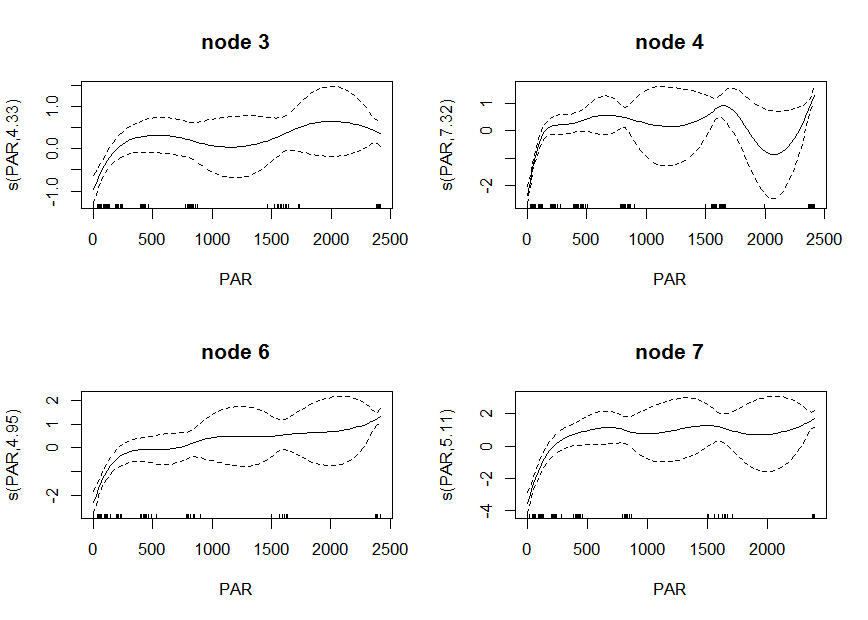 node 3
s(PAR,4.33)
1.0
0.0
-1.0
0 500 1000 1500 2000 2500
PAR
node 4
s(PAR,7.32)
1
0
-2
0 500 1000 1500 2000 2500
PAR
node 6
s(PAR,4.95)
2
1
0
-2
0 500 1000 1500 2000 2500
PAR
node 7
s(PAR,5.11)
2
0
-2
-4
0 500 1000 1500 2000
PAR